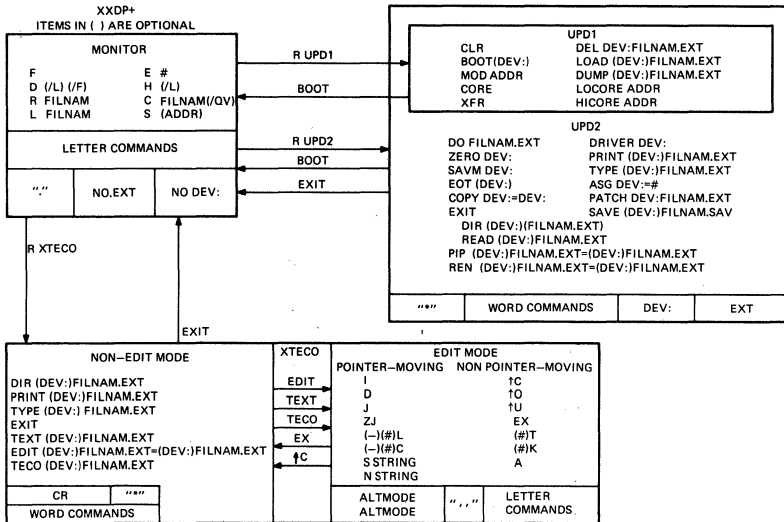 XXDP+
ITEMS IN ( ) ARE OPTIONAL
MONITOR
F E #
D (/L) (/F) H (/L)
R FILNAM C FILNAM(/QV)
L FILNAM S (ADDR)
LETTER COMMANDS
"." NO.EXT NO DEV:
R UPD1
BOOT
R UPD2
BOOT
EXIT
UPD1
CLR DEL DEV:FILNAM.EXT
BOOT(DEV:) LOAD (DEV:)FILNAM.EXT
MOD ADDR DUMP (DEV:)FILNAM.EXT
CORE LOCORE ADDR
XFR HICORE ADDR
UPD2
DO FILNAM.EXT DRIVER DEV:
ZERO DEV: PRINT (DEV:)FILNAM.EXT
SAVM DEV: TYPE (DEV:)FILNAM.EXT
EOT (DEV:) ASG DEV:=#
COPY DEV:=DEV: PATCH DEV:FILNAM.EXT
EXIT SAVE (DEV:)FILNAM.SAV
DIR (DEV:)(FILNAM.EXT)
READ (DEV:)FILNAM.EXT
PIP (DEV:)FILNAM.EXT=(DEV:)FILNAM.EXT
REN (DEV:)FILNAM.EXT=(DEV:)FILNAM.EXT
"*" WORD COMMANDS DEV: EXT
R XTECO
EXIT
NON–EDIT MODE
DIR (DEV:)FILNAM.EXT
PRINT (DEV:)FILNAM.EXT
TYPE (DEV:) FILNAM.EXT
EXIT
TEXT (DEV:)FILNAM.EXT
EDIT (DEV:)FILNAM.EXT=(DEV:)FILNAM.EXT
TECO (DEV:)FILNAM.EXT
CR "*"
WORD COMMANDS
XTECO
EDIT
TEXT
TECO
EX
↑C
EDIT MODE
POINTER–MOVING NON POINTER–MOVING
I ↑C
D ↑O
J ↑U
ZJ EX
(–)(#)L (#)T
(–)(#)C (#)K
S STRING A
N STRING
ALTMODE
ALTMODE
",,"
LETTER
COMMANDS